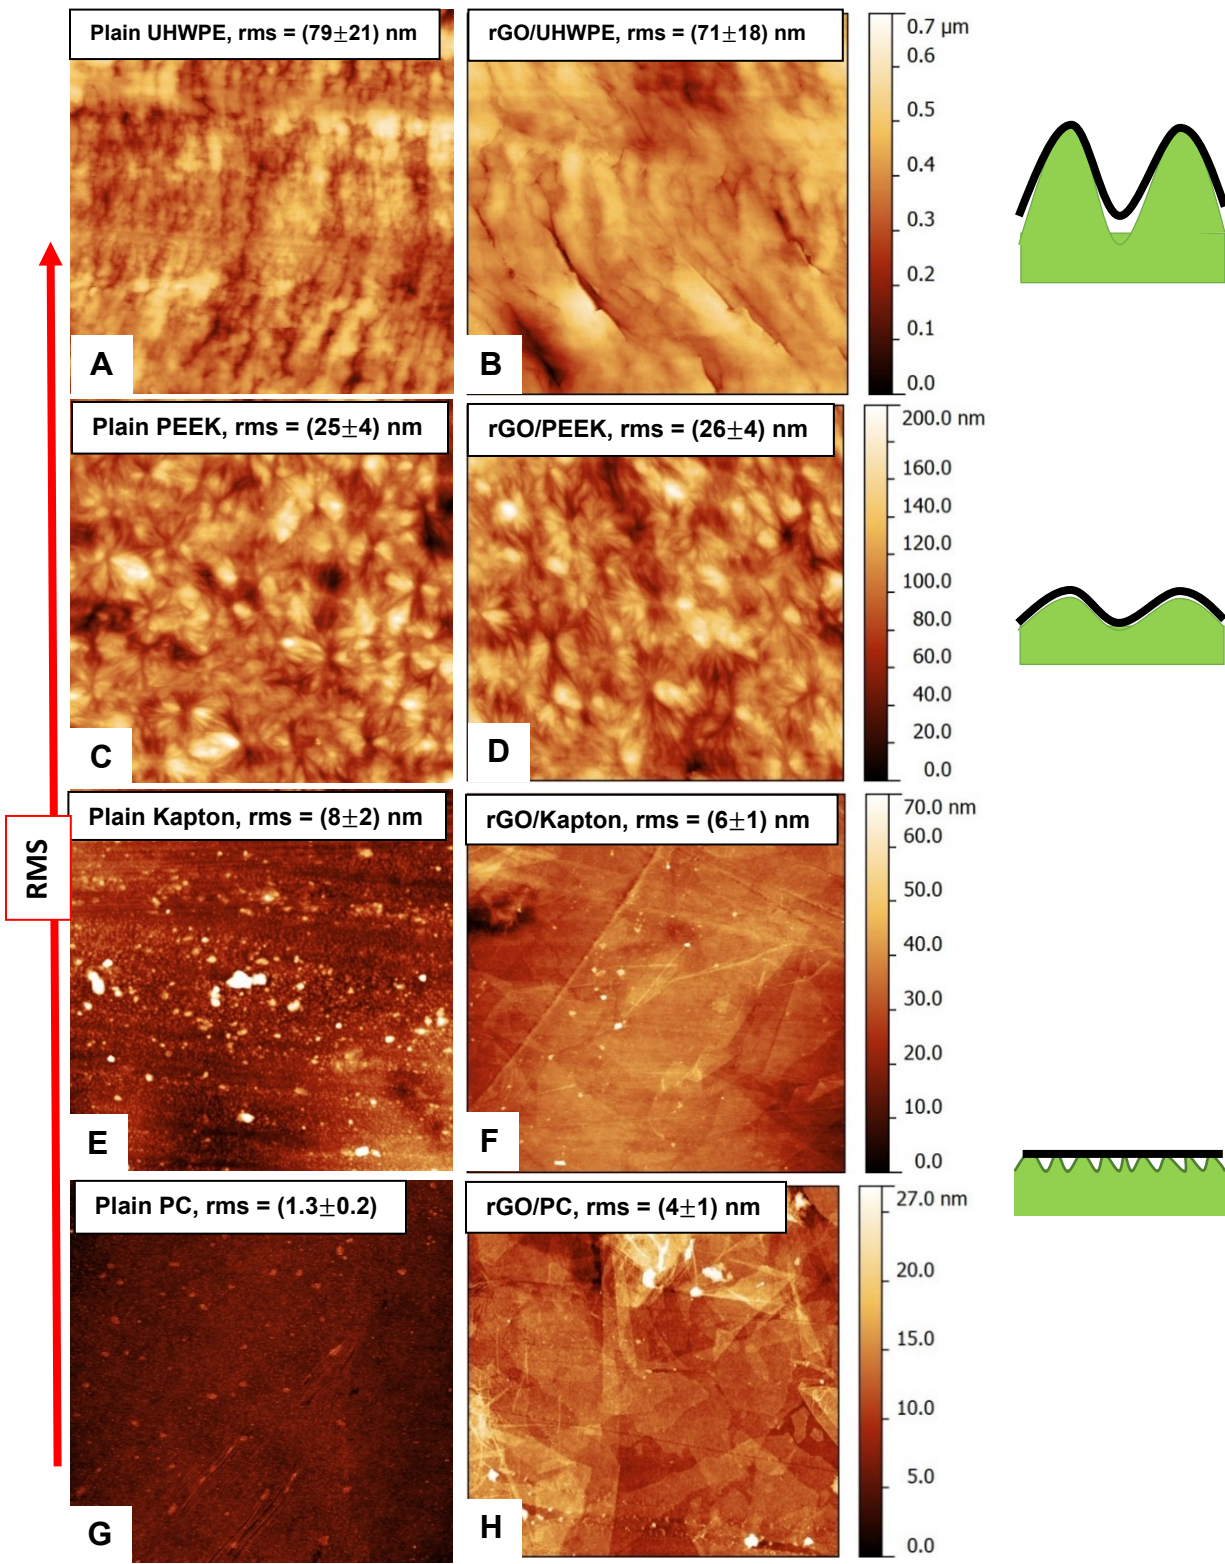 Plain UHWPE, rms = (79±21) nm
rGO/UHWPE, rms = (71±18) nm
0.7 µm
0.6
0.5
0.4
0.3
0.2
0.1
0.0
A
B
Plain PEEK, rms = (25±4) nm
rGO/PEEK, rms = (26±4) nm
200.0 nm
160.0
140.0
120.0
100.0
80.0
60.0
40.0
20.0
0.0
C
D
RMS
Plain Kapton, rms = (8±2) nm
rGO/Kapton, rms = (6±1) nm
70.0 nm
60.0
50.0
40.0
30.0
20.0
10.0
0.0
E
F
Plain PC, rms = (1.3±0.2)
rGO/PC, rms = (4±1) nm
27.0 nm
20.0
15.0
10.0
5.0
0.0
G
H